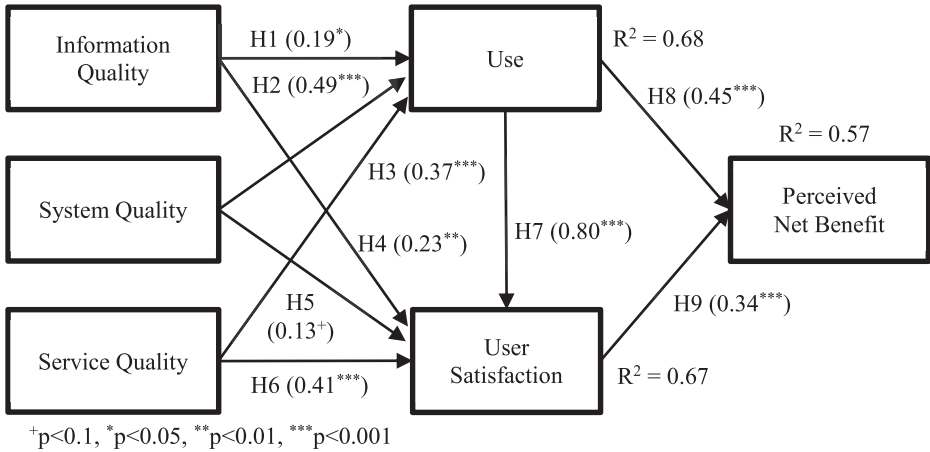 Information
Quality
H1 (0.19*)
Use
R² = 0.68
H2 (0.49***)
H8 (0.45***)
R² = 0.57
System Quality
H3 (0.37***)
Perceived
Net Benefit
H4 (0.23**)
H7 (0.80***)
H5
(0.13⁺)
H9 (0.34***)
Service Quality
User
Satisfaction
H6 (0.41***)
R² = 0.67
⁺p<0.1, *p<0.05, **p<0.01, ***p<0.001